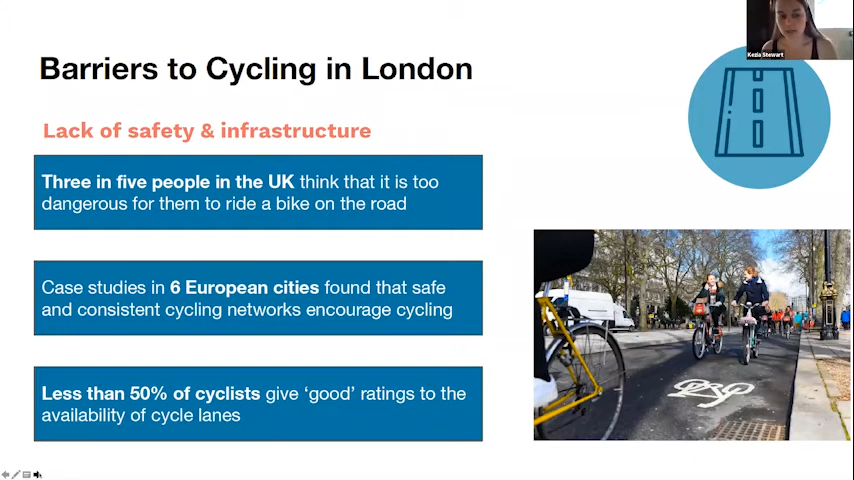 Kezia Stewart
Barriers to Cycling in London
Lack of safety & infrastructure
Three in five people in the UK think that it is too
dangerous for them to ride a bike on the road
Case studies in 6 European cities found that safe
and consistent cycling networks encourage cycling
Less than 50% of cyclists give ‘good’ ratings to the
availability of cycle lanes